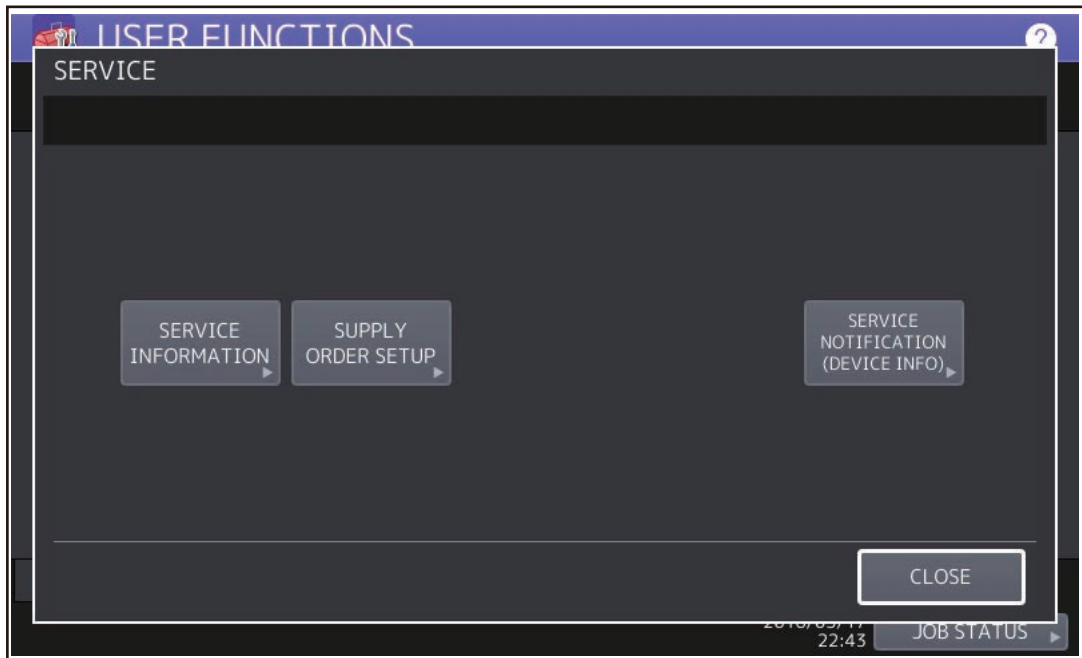 USER FUNCTIONS
?
SERVICE
SERVICE
INFORMATION
SUPPLY
ORDER SETUP
SERVICE
NOTIFICATION
(DEVICE INFO)
CLOSE
22:43
JOB STATUS